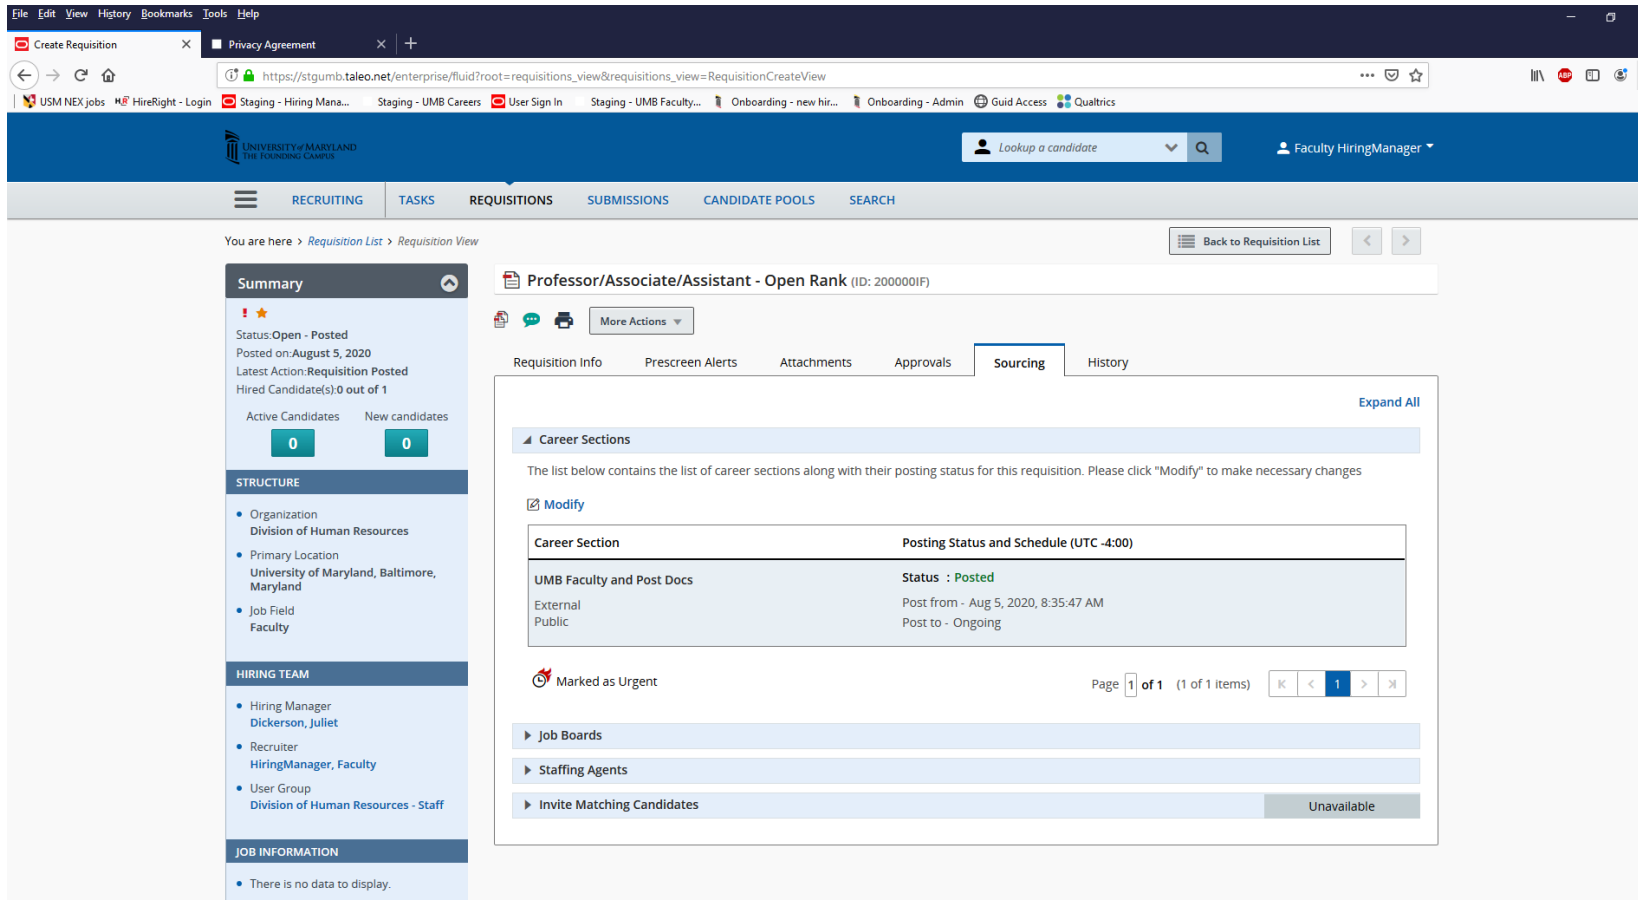 File Edit View History Bookmarks Tools Help
Create Requisition
Privacy Agreement
https://stgumb.taleo.net/enterprise/fluid?root=requisitions_view&requisitions_view=RequisitionCreateView
ABP
USM NEX jobs HireRight - Login Staging - Hiring Mana... Staging - UMB Careers User Sign In Staging - UMB Faculty... Onboarding - new hir... Onboarding - Admin Guid Access Qualtrics
UNIVERSITY of MARYLAND
THE FOUNDING CAMPUS
Lookup a candidate
Faculty HiringManager
RECRUITING TASKS REQUISITIONS SUBMISSIONS CANDIDATE POOLS SEARCH
You are here > Requisition List > Requisition View
Back to Requisition List
Summary
Status:Open - Posted
Posted on:August 5, 2020
Latest Action:Requisition Posted
Hired Candidate(s):0 out of 1
Active Candidates New candidates
0 0
STRUCTURE
Organization
Division of Human Resources
Primary Location
University of Maryland, Baltimore,
Maryland
Job Field
Faculty
HIRING TEAM
Hiring Manager
Dickerson, Juliet
Recruiter
HiringManager, Faculty
User Group
Division of Human Resources - Staff
JOB INFORMATION
There is no data to display.
Professor/Associate/Assistant - Open Rank (ID: 200000IF)
More Actions
Requisition Info Prescreen Alerts Attachments Approvals Sourcing History
Expand All
Career Sections
The list below contains the list of career sections along with their posting status for this requisition. Please click "Modify" to make necessary changes
Modify
Career Section Posting Status and Schedule (UTC -4:00)
UMB Faculty and Post Docs
External
Public
Status : Posted
Post from - Aug 5, 2020, 8:35:47 AM
Post to - Ongoing
Marked as Urgent
Page 1 of 1 (1 of 1 items) K < 1 >
Job Boards
Staffing Agents
Invite Matching Candidates
Unavailable